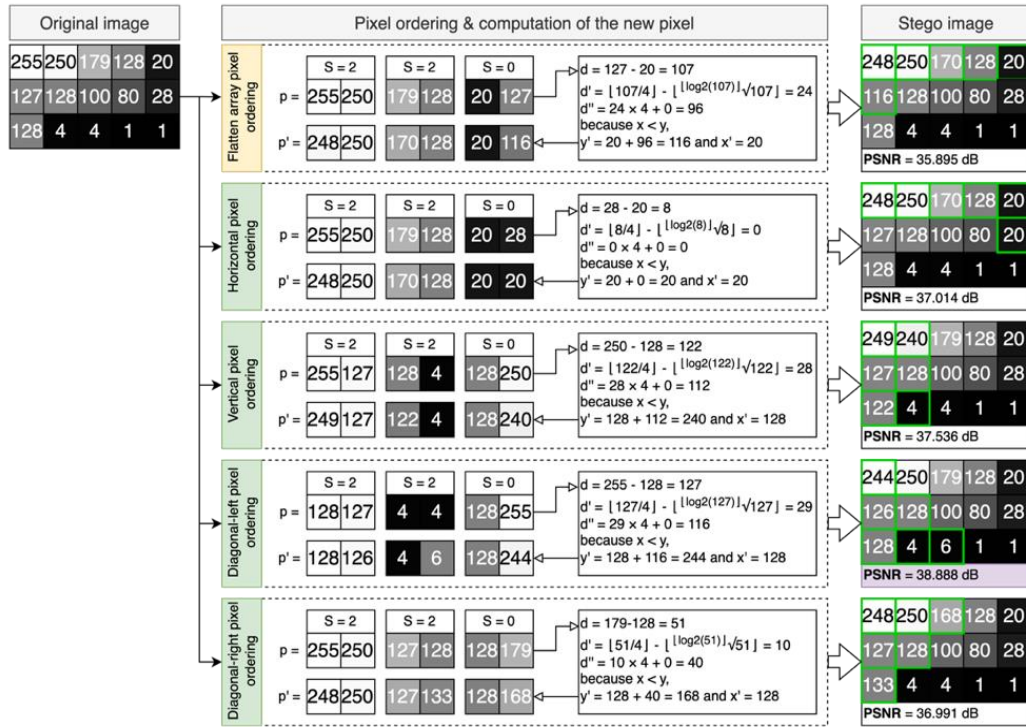 Original image
Pixel ordering & computation of the new pixel
Stego image
255 250 179 128 20
127 128 100 80 28
128 4 4 1 1
Flatten array pixel
ordering
S = 2 S = 2 S = 0
p = 255 250 179 128 20 127
p' = 248 250 170 128 20 116
d = 127 - 20 = 107
d' = ⌊107/4⌋ - ⌊ ⌊log2(107)⌋√107⌋ = 24
d" = 24 × 4 + 0 = 96
because x < y,
y' = 20 + 96 = 116 and x' = 20
248 250 170 128 20
116 128 100 80 28
128 4 4 1 1
PSNR = 35.895 dB
Horizontal pixel
ordering
S = 2 S = 2 S = 0
p = 255 250 179 128 20 28
p' = 248 250 170 128 20 20
d = 28 - 20 = 8
d' = ⌊8/4⌋ - ⌊ ⌊log2(8)⌋√8⌋ = 0
d" = 0 × 4 + 0 = 0
because x < y,
y' = 20 + 0 = 20 and x' = 20
248 250 170 128 20
127 128 100 80 20
128 4 4 1 1
PSNR = 37.014 dB
Vertical pixel
ordering
S = 2 S = 2 S = 0
p = 255 127 128 4 128 250
p' = 249 127 122 4 128 240
d = 250 - 128 = 122
d' = ⌊122/4⌋ - ⌊ ⌊log2(122)⌋√122⌋ = 28
d" = 28 × 4 + 0 = 112
because x < y,
y' = 128 + 112 = 240 and x' = 128
249 240 179 128 20
127 128 100 80 28
122 4 4 1 1
PSNR = 37.536 dB
Diagonal-left pixel
ordering
S = 2 S = 2 S = 0
p = 128 127 4 4 128 255
p' = 128 126 4 6 128 244
d = 255 - 128 = 127
d' = ⌊127/4⌋ - ⌊ ⌊log2(127)⌋√127⌋ = 29
d" = 29 × 4 + 0 = 116
because x < y,
y' = 128 + 116 = 244 and x' = 128
244 250 179 128 20
126 128 100 80 28
128 4 6 1 1
PSNR = 38.888 dB
Diagonal-right pixel
ordering
S = 2 S = 2 S = 0
p = 255 250 127 128 128 179
p' = 248 250 127 133 128 168
d = 179-128 = 51
d' = ⌊51/4⌋ - ⌊ ⌊log2(51)⌋√51⌋ = 10
d" = 10 × 4 + 0 = 40
because x < y,
y' = 128 + 40 = 168 and x' = 128
248 250 168 128 20
127 128 100 80 28
133 4 4 1 1
PSNR = 36.991 dB